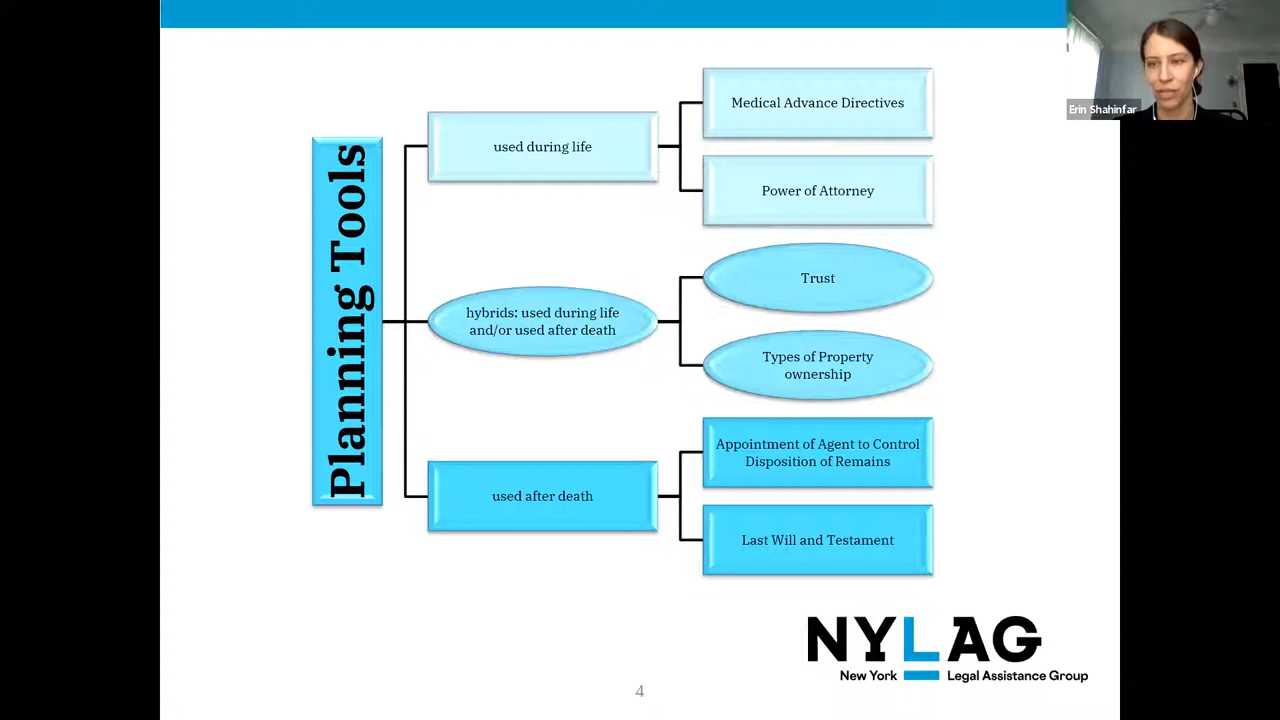 Planning Tools
used during life
Medical Advance Directives
Power of Attorney
hybrids: used during life
and/or used after death
Trust
Types of Property
ownership
used after death
Appointment of Agent to Control
Disposition of Remains
Last Will and Testament
NYLAG
New York Legal Assistance Group
4
Erin Shahinfar